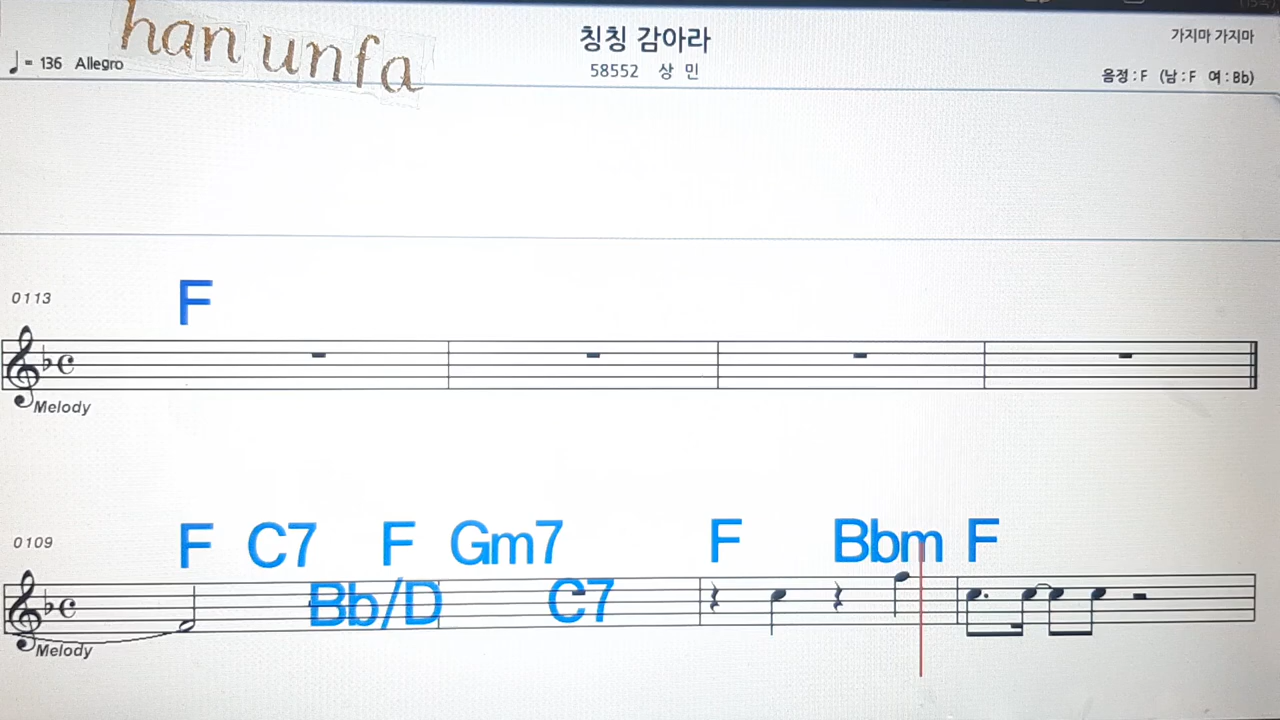 han unfa
칭칭 감아라
58552 상 민
♩= 136 Allegro
가지마 가지마
음정 : F (남 : F 여 : Bb)
0113
F
Melody
0109
F C7 F Gm7 F Bbm F
Bb/D C7
Melody